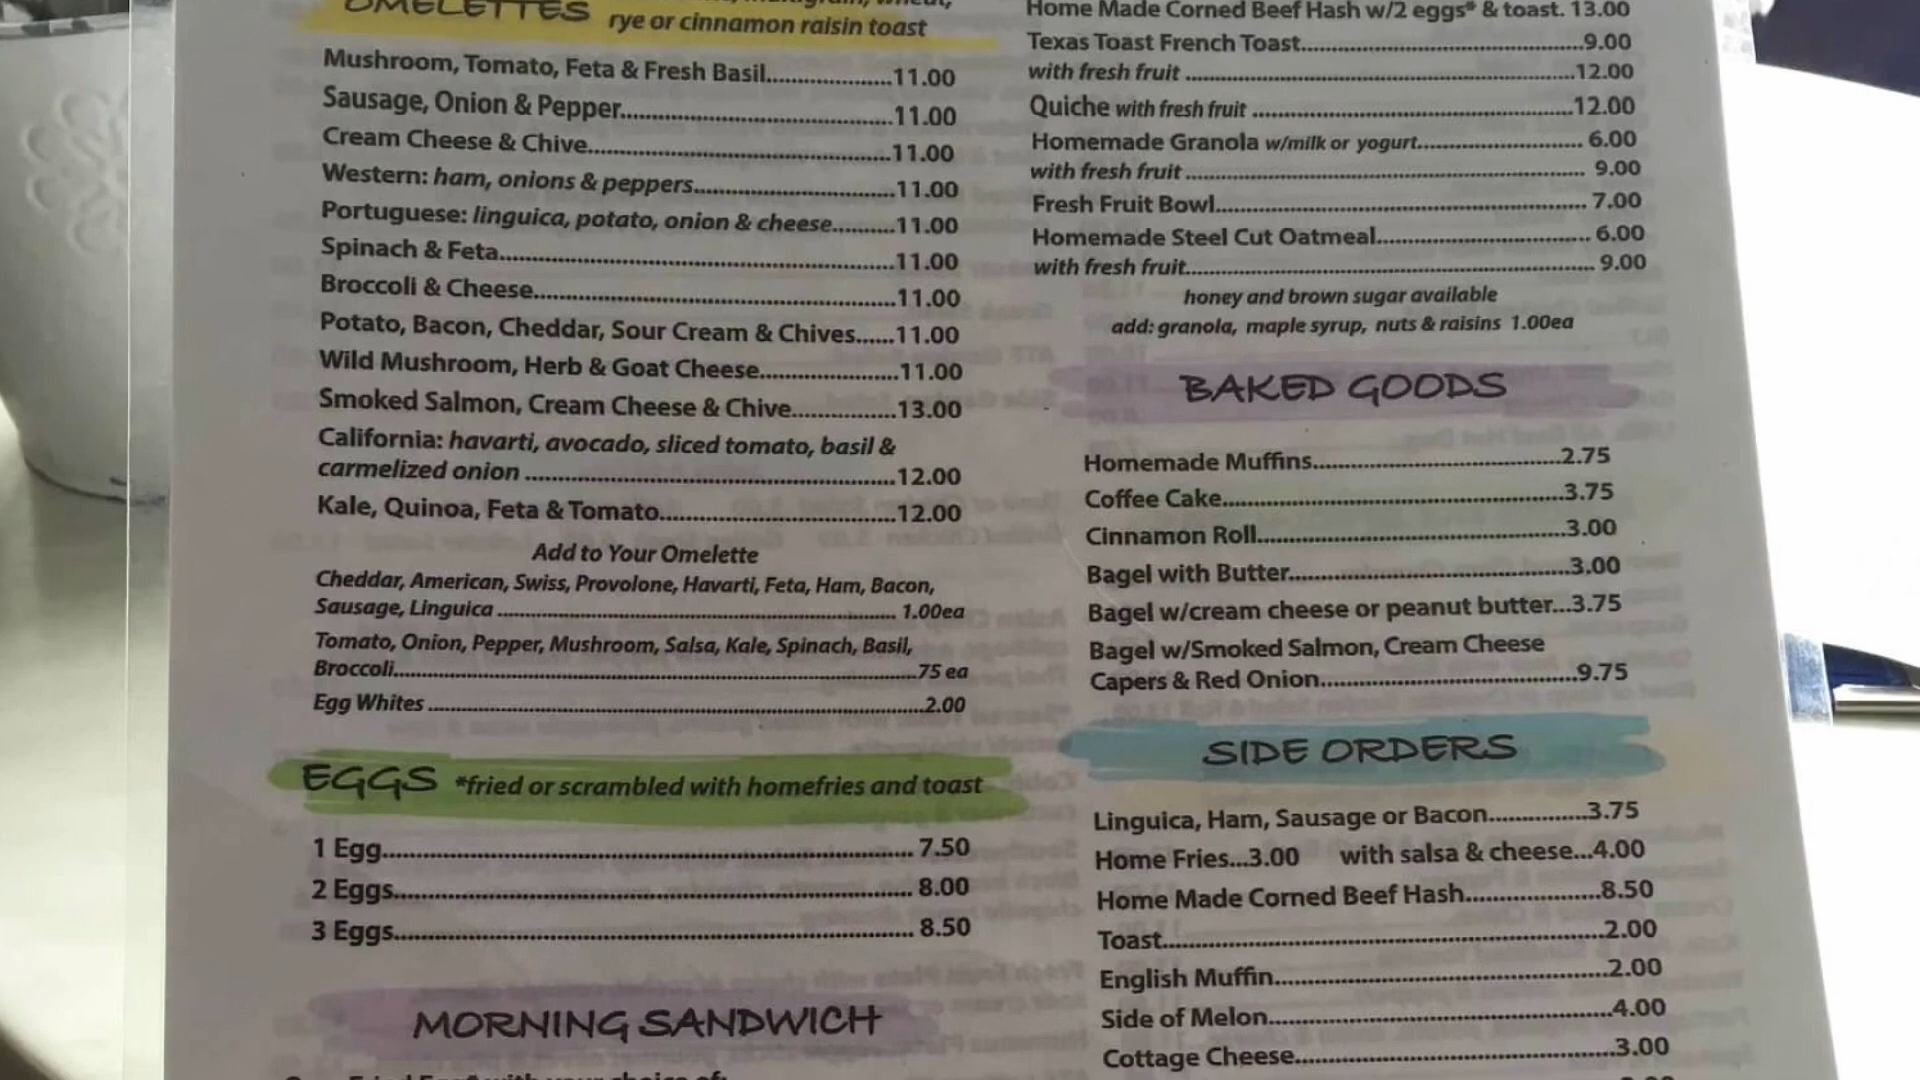 OMELETTES
rye or cinnamon raisin toast
Mushroom, Tomato, Feta & Fresh Basil..................11.00
Sausage, Onion & Pepper.......................................11.00
Cream Cheese & Chive............................................11.00
Western: ham, onions & peppers.............................11.00
Portuguese: linguica, potato, onion & cheese..........11.00
Spinach & Feta.........................................................11.00
Broccoli & Cheese....................................................11.00
Potato, Bacon, Cheddar, Sour Cream & Chives......11.00
Wild Mushroom, Herb & Goat Cheese....................11.00
Smoked Salmon, Cream Cheese & Chive...............13.00
California: havarti, avocado, sliced tomato, basil &
carmelized onion .....................................................12.00
Kale, Quinoa, Feta & Tomato..................................12.00
Add to Your Omelette
Cheddar, American, Swiss, Provolone, Havarti, Feta, Ham, Bacon,
Sausage, Linguica ......................................................... 1.00ea
Tomato, Onion, Pepper, Mushroom, Salsa, Kale, Spinach, Basil,
Broccoli...........................................................................75 ea
Egg Whites .......................................................................2.00
EGGS *fried or scrambled with homefries and toast
1 Egg............................................................................ 7.50
2 Eggs.......................................................................... 8.00
3 Eggs.......................................................................... 8.50
MORNING SANDWICH
Home Made Corned Beef Hash w/2 eggs* & toast. 13.00
Texas Toast French Toast..........................................9.00
with fresh fruit .........................................................12.00
Quiche with fresh fruit ..............................................12.00
Homemade Granola w/milk or yogurt........................ 6.00
with fresh fruit .......................................................... 9.00
Fresh Fruit Bowl....................................................... 7.00
Homemade Steel Cut Oatmeal................................ 6.00
with fresh fruit........................................................... 9.00
honey and brown sugar available
add: granola, maple syrup, nuts & raisins 1.00ea
BAKED GOODS
Homemade Muffins.....................................2.75
Coffee Cake...................................................3.75
Cinnamon Roll..............................................3.00
Bagel with Butter.........................................3.00
Bagel w/cream cheese or peanut butter...3.75
Bagel w/Smoked Salmon, Cream Cheese
Capers & Red Onion.....................................9.75
SIDE ORDERS
Linguica, Ham, Sausage or Bacon...............3.75
Home Fries...3.00 with salsa & cheese...4.00
Home Made Corned Beef Hash....................8.50
Toast..................................................................2.00
English Muffin..................................................2.00
Side of Melon...................................................4.00
Cottage Cheese................................................3.00